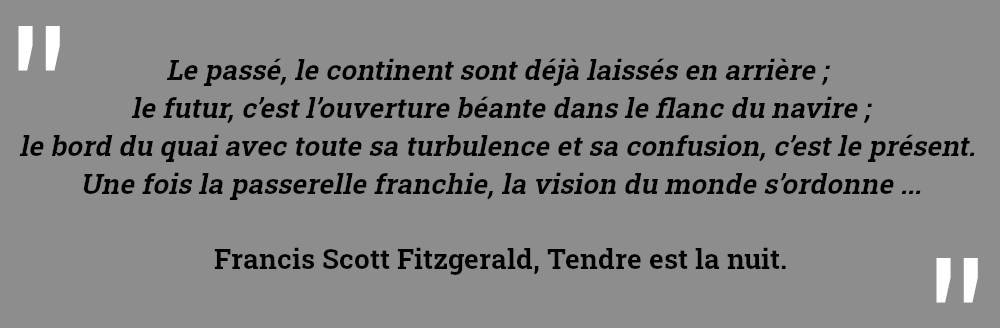 "
Le passé, le continent sont déjà laissés en arrière ;
le futur, c’est l’ouverture béante dans le flanc du navire ;
le bord du quai avec toute sa turbulence et sa confusion, c’est le présent.
Une fois la passerelle franchie, la vision du monde s’ordonne ...
Francis Scott Fitzgerald, Tendre est la nuit.
"